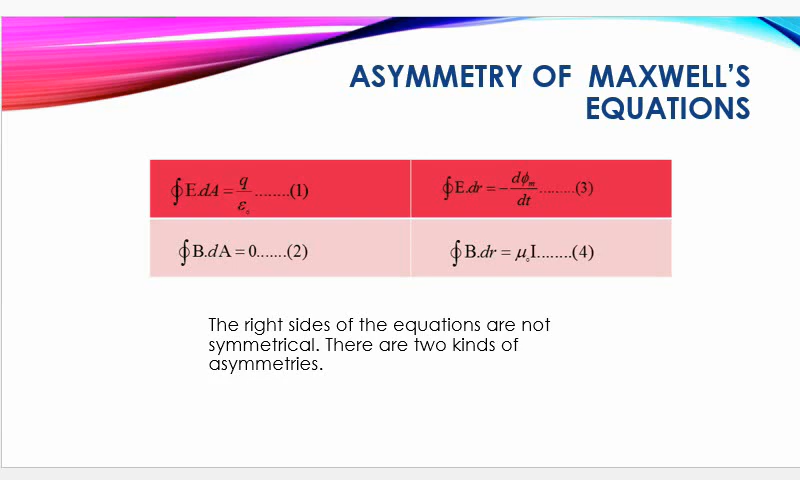 ASYMMETRY OF MAXWELL'S
EQUATIONS
∮E.dA = q/ε₀ ........(1)
∮E.dr = -dϕₘ/dt .........(3)
∮B.dA = 0.......(2)
∮B.dr = μ₀I........(4)
The right sides of the equations are not
symmetrical. There are two kinds of
asymmetries.